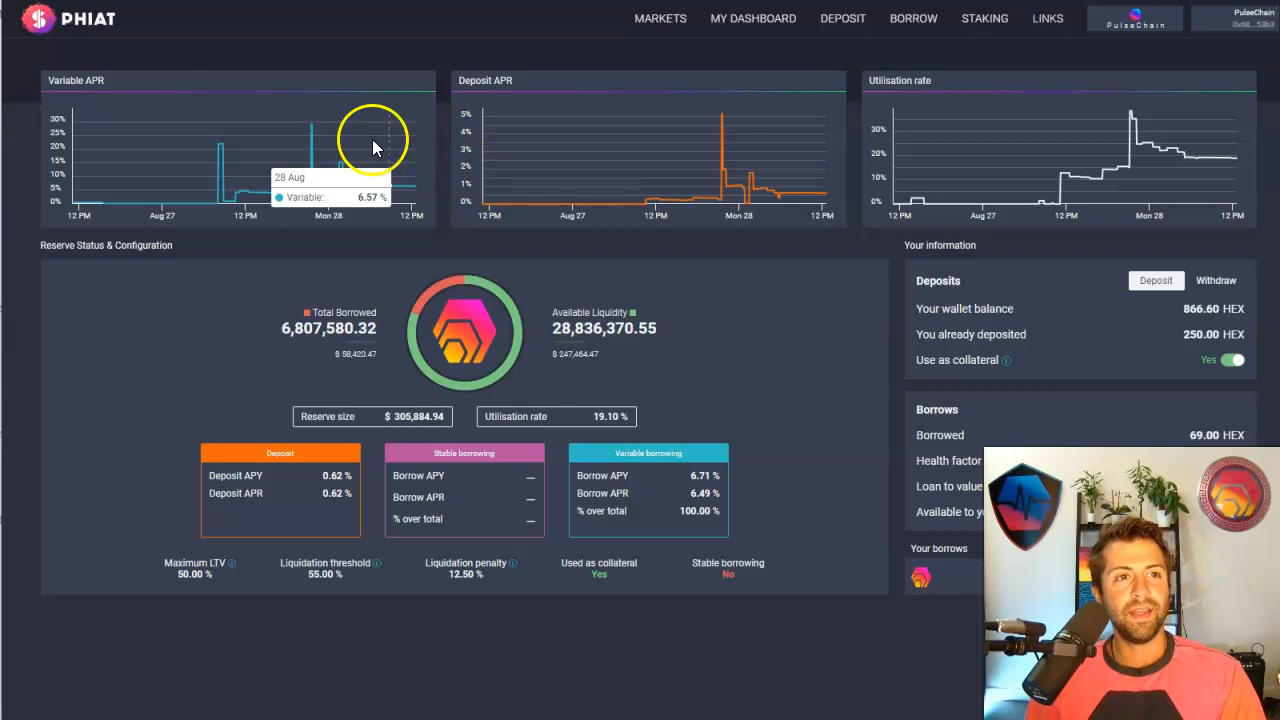 PHIAT
MARKETS MY DASHBOARD DEPOSIT BORROW STAKING LINKS
PulseChain
PulseChain
0x68...53b3
Variable APR
30%
25%
20%
15%
10%
5%
0%
12 PM Aug 27 12 PM Mon 28 12 PM
28 Aug
Variable: 6.57 %
Deposit APR
5%
4%
3%
2%
1%
0%
12 PM Aug 27 12 PM Mon 28 12 PM
Utilisation rate
30%
20%
10%
0%
12 PM Aug 27 12 PM Mon 28 12 PM
Reserve Status & Configuration
Total Borrowed
6,807,580.32
$ 58,420.47
Available Liquidity
28,836,370.55
$ 247,464.47
Reserve size $ 305,884.94
Utilisation rate 19.10 %
Deposit
Deposit APY 0.62 %
Deposit APR 0.62 %
Stable borrowing
Borrow APY —
Borrow APR —
% over total —
Variable borrowing
Borrow APY 6.71 %
Borrow APR 6.49 %
% over total 100.00 %
Maximum LTV
50.00 %
Liquidation threshold
55.00 %
Liquidation penalty
12.50 %
Used as collateral
Yes
Stable borrowing
No
Your information
Deposits Deposit Withdraw
Your wallet balance 866.60 HEX
You already deposited 250.00 HEX
Use as collateral Yes
Borrows
Borrowed 69.00 HEX
Health factor
Loan to value
Available to y
Your borrows